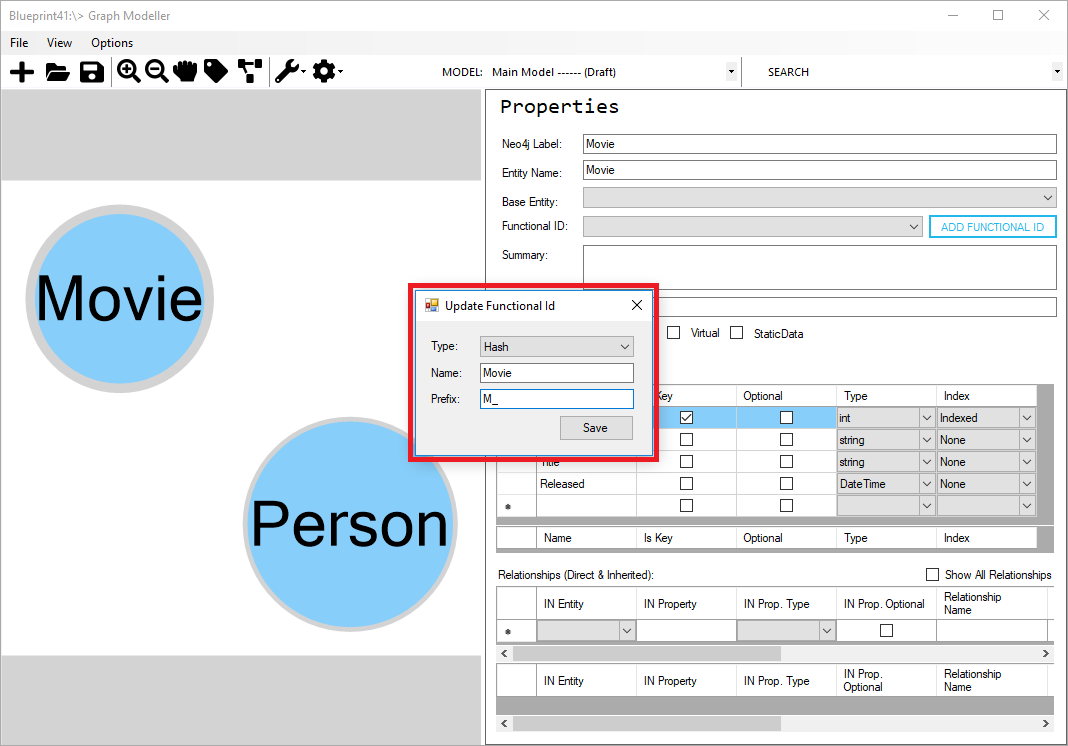 Blueprint41:\> Graph Modeller
File View Options
MODEL: Main Model ------ (Draft) SEARCH
Properties
Neo4j Label: Movie
Entity Name: Movie
Base Entity:
Functional ID: ADD FUNCTIONAL ID
Summary:
Movie
Person
Update Functional Id
Type: Hash
Name: Movie
Prefix: M_
Save
Virtual StaticData
Key Optional Type Index
int Indexed
string None
Title string None
Released DateTime None
Name Is Key Optional Type Index
Relationships (Direct & Inherited): Show All Relationships
IN Entity IN Property IN Prop. Type IN Prop. Optional Relationship
Name
IN Entity IN Property IN Prop. Type IN Prop. Relationship
Optional Name